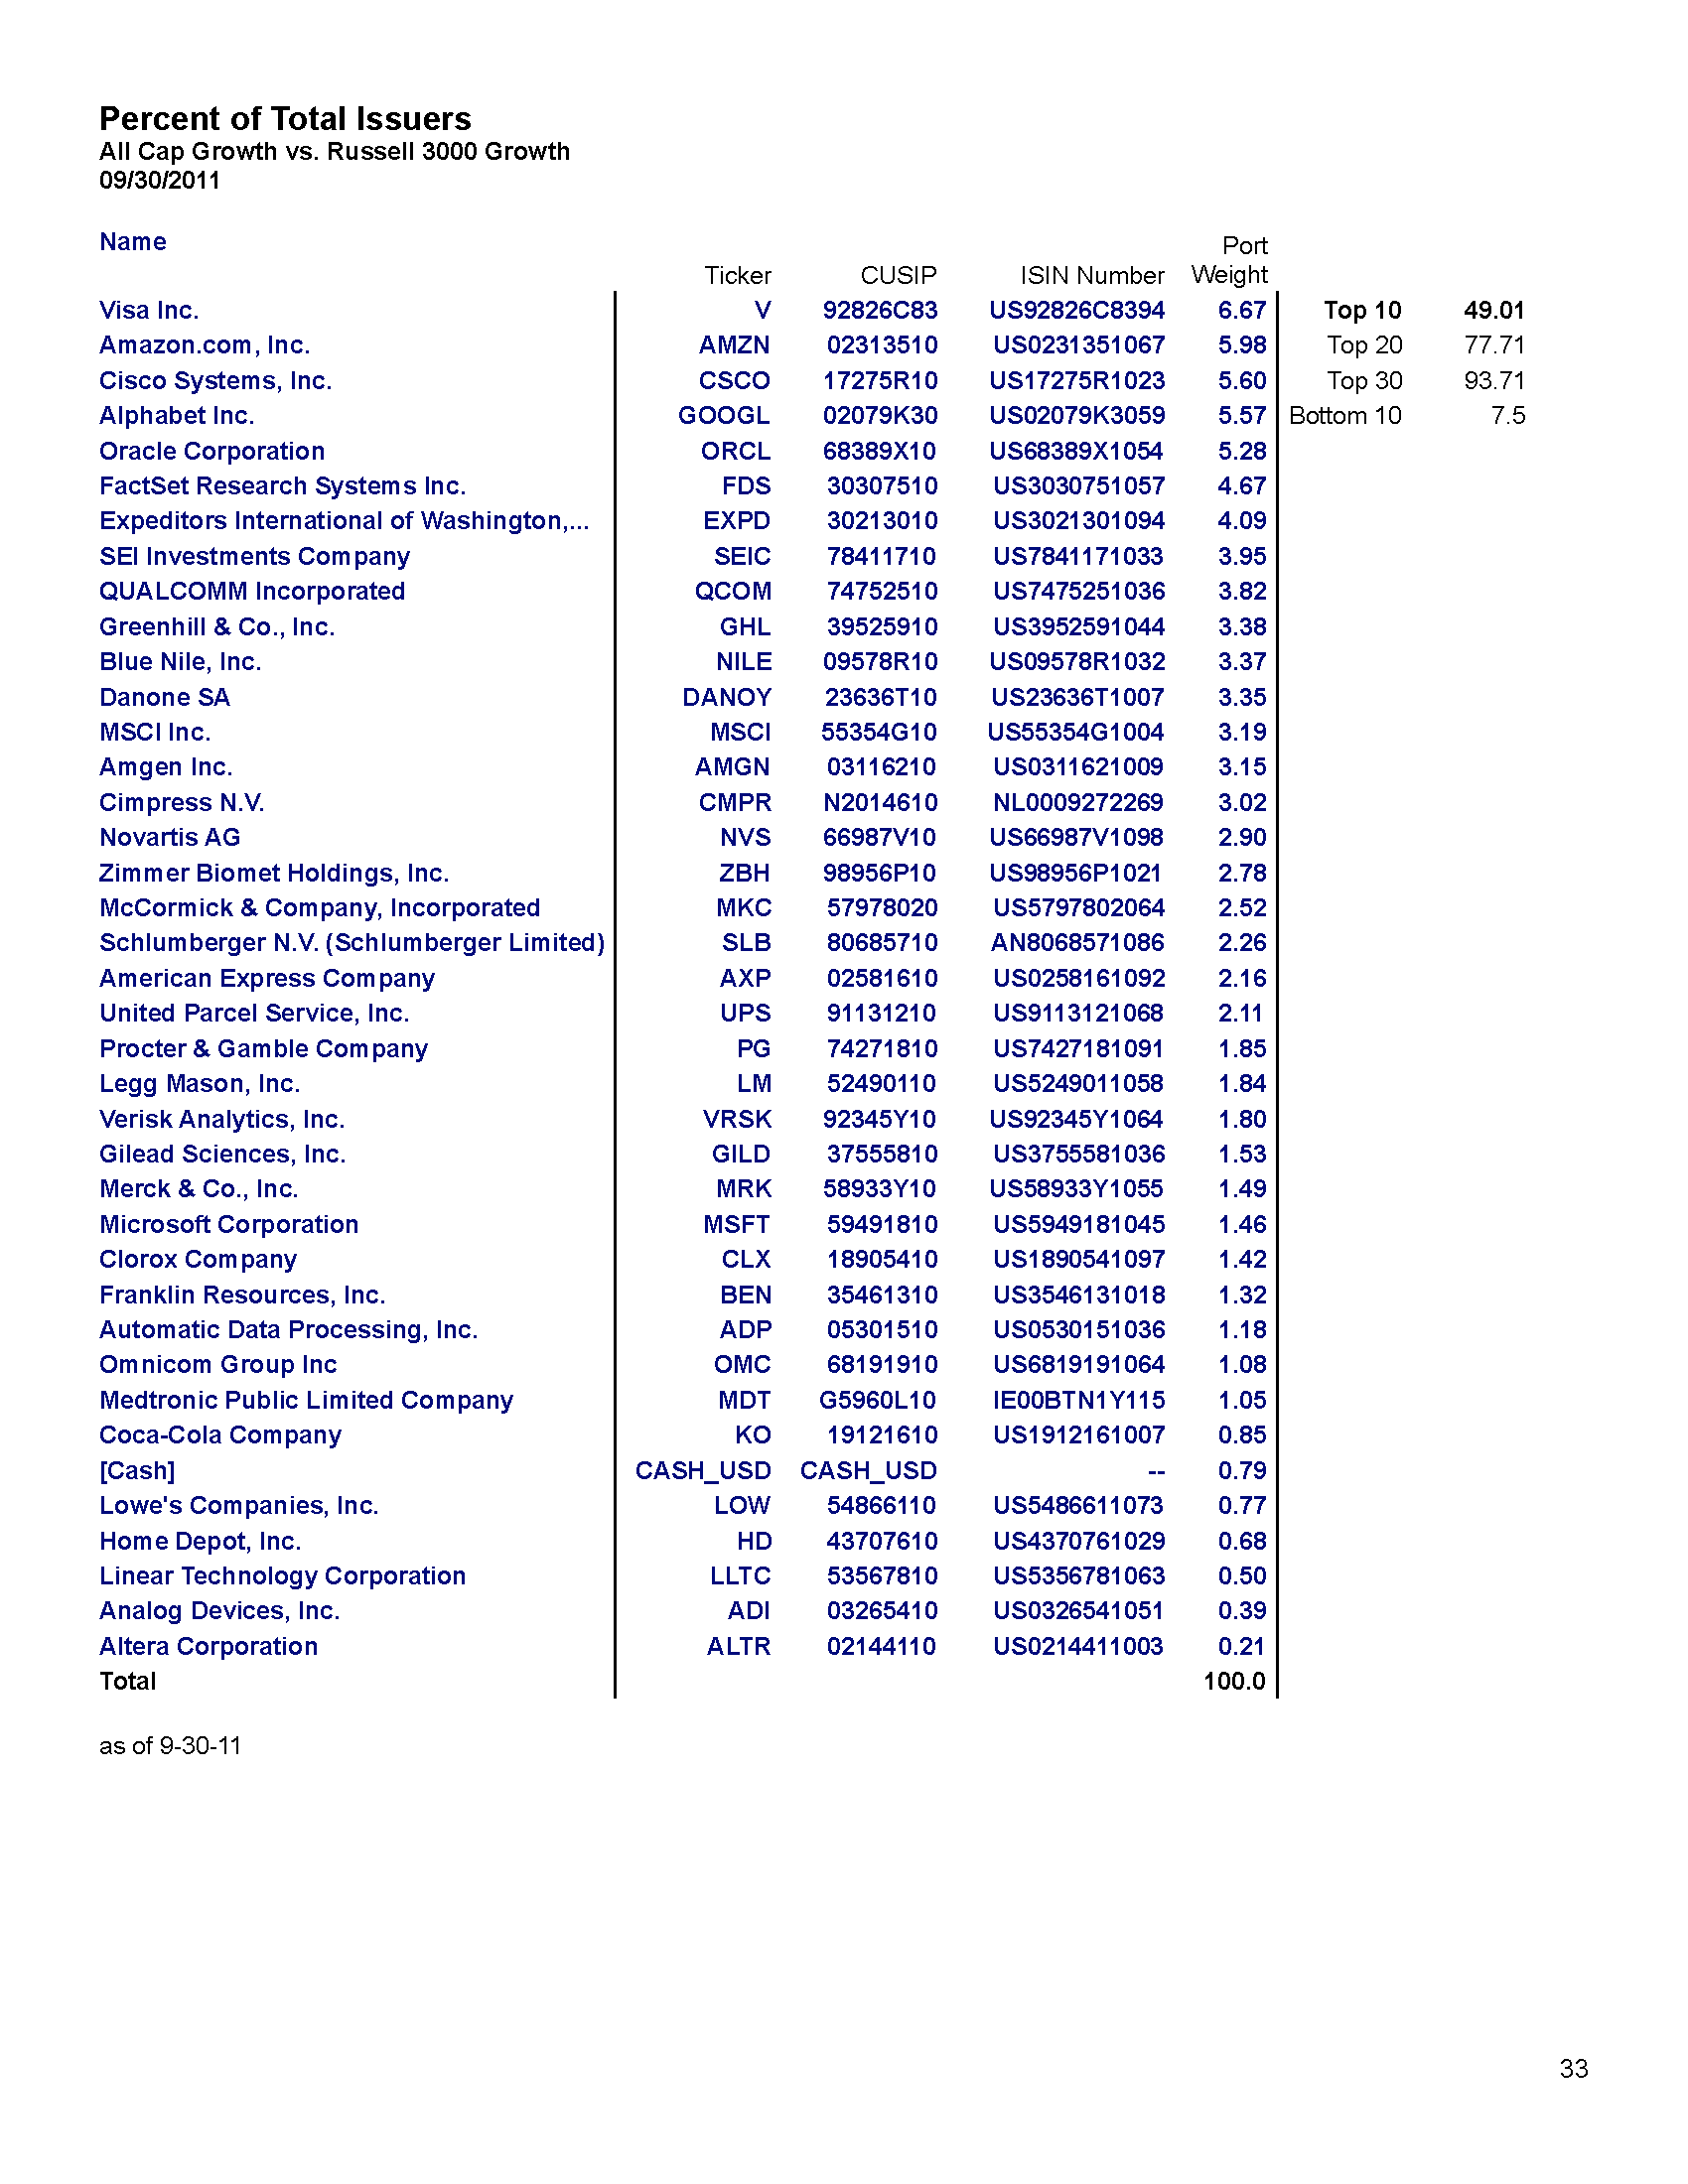 Percent of Total Issuers
All Cap Growth vs. Russell 3000 Growth
09/30/2011
Name Ticker CUSIP ISIN Number Port Weight
Visa Inc. V 92826C83 US92826C8394 6.67 Top 10 49.01
Amazon.com, Inc. AMZN 02313510 US0231351067 5.98 Top 20 77.71
Cisco Systems, Inc. CSCO 17275R10 US17275R1023 5.60 Top 30 93.71
Alphabet Inc. GOOGL 02079K30 US02079K3059 5.57 Bottom 10 7.5
Oracle Corporation ORCL 68389X10 US68389X1054 5.28
FactSet Research Systems Inc. FDS 30307510 US3030751057 4.67
Expeditors International of Washington,... EXPD 30213010 US3021301094 4.09
SEI Investments Company SEIC 78411710 US7841171033 3.95
QUALCOMM Incorporated QCOM 74752510 US7475251036 3.82
Greenhill & Co., Inc. GHL 39525910 US3952591044 3.38
Blue Nile, Inc. NILE 09578R10 US09578R1032 3.37
Danone SA DANOY 23636T10 US23636T1007 3.35
MSCI Inc. MSCI 55354G10 US55354G1004 3.19
Amgen Inc. AMGN 03116210 US0311621009 3.15
Cimpress N.V. CMPR N2014610 NL0009272269 3.02
Novartis AG NVS 66987V10 US66987V1098 2.90
Zimmer Biomet Holdings, Inc. ZBH 98956P10 US98956P1021 2.78
McCormick & Company, Incorporated MKC 57978020 US5797802064 2.52
Schlumberger N.V. (Schlumberger Limited) SLB 80685710 AN8068571086 2.26
American Express Company AXP 02581610 US0258161092 2.16
United Parcel Service, Inc. UPS 91131210 US9113121068 2.11
Procter & Gamble Company PG 74271810 US7427181091 1.85
Legg Mason, Inc. LM 52490110 US5249011058 1.84
Verisk Analytics, Inc. VRSK 92345Y10 US92345Y1064 1.80
Gilead Sciences, Inc. GILD 37555810 US3755581036 1.53
Merck & Co., Inc. MRK 58933Y10 US58933Y1055 1.49
Microsoft Corporation MSFT 59491810 US5949181045 1.46
Clorox Company CLX 18905410 US1890541097 1.42
Franklin Resources, Inc. BEN 35461310 US3546131018 1.32
Automatic Data Processing, Inc. ADP 05301510 US0530151036 1.18
Omnicom Group Inc OMC 68191910 US6819191064 1.08
Medtronic Public Limited Company MDT G5960L10 IE00BTN1Y115 1.05
Coca-Cola Company KO 19121610 US1912161007 0.85
[Cash] CASH_USD CASH_USD -- 0.79
Lowe's Companies, Inc. LOW 54866110 US5486611073 0.77
Home Depot, Inc. HD 43707610 US4370761029 0.68
Linear Technology Corporation LLTC 53567810 US5356781063 0.50
Analog Devices, Inc. ADI 03265410 US0326541051 0.39
Altera Corporation ALTR 02144110 US0214411003 0.21
Total 100.0
as of 9-30-11
33